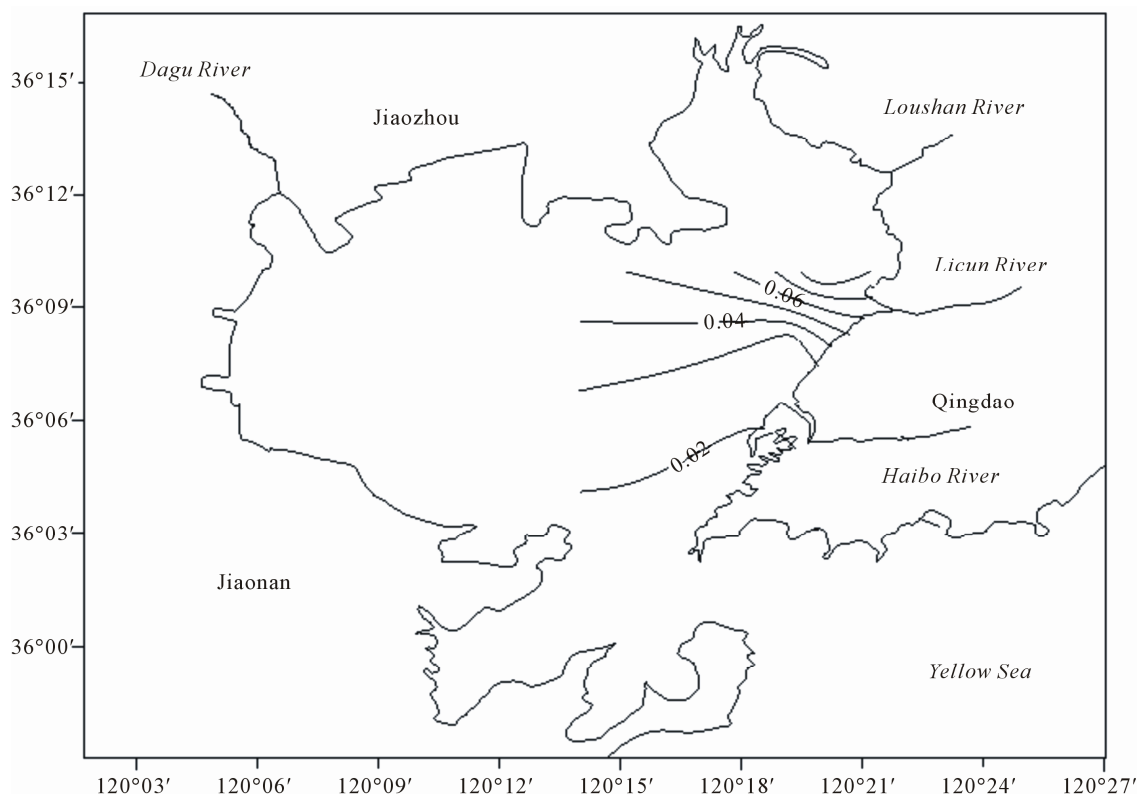 36°15′
Dagu River
Jiaozhou
Loushan River
36°12′
Licun River
36°09′
0.06
0.04
36°06′
Qingdao
0.02
Haibo River
36°03′
Jiaonan
36°00′
Yellow Sea
120°03′ 120°06′ 120°09′ 120°12′ 120°15′ 120°18′ 120°21′ 120°24′ 120°27′